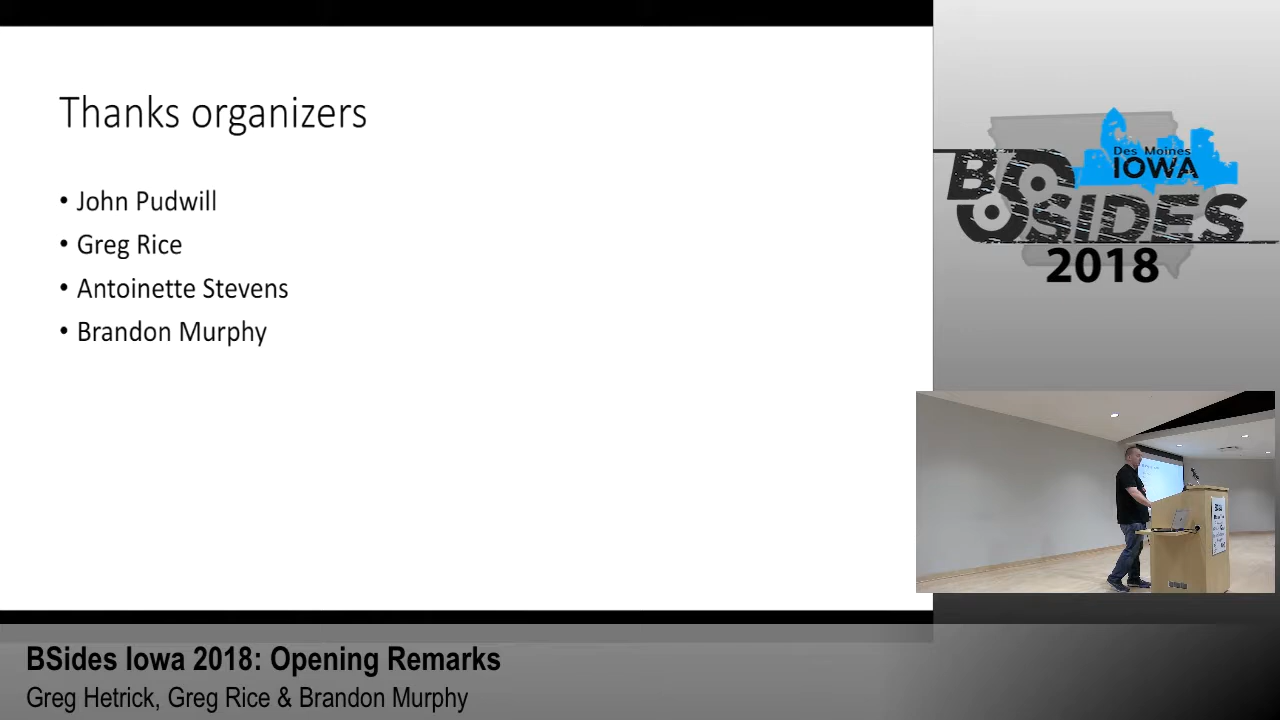 Thanks organizers
• John Pudwill
• Greg Rice
• Antoinette Stevens
• Brandon Murphy
Des Moines
IOWA
BSIDES
2018
BSides Iowa 2018: Opening Remarks
Greg Hetrick, Greg Rice & Brandon Murphy